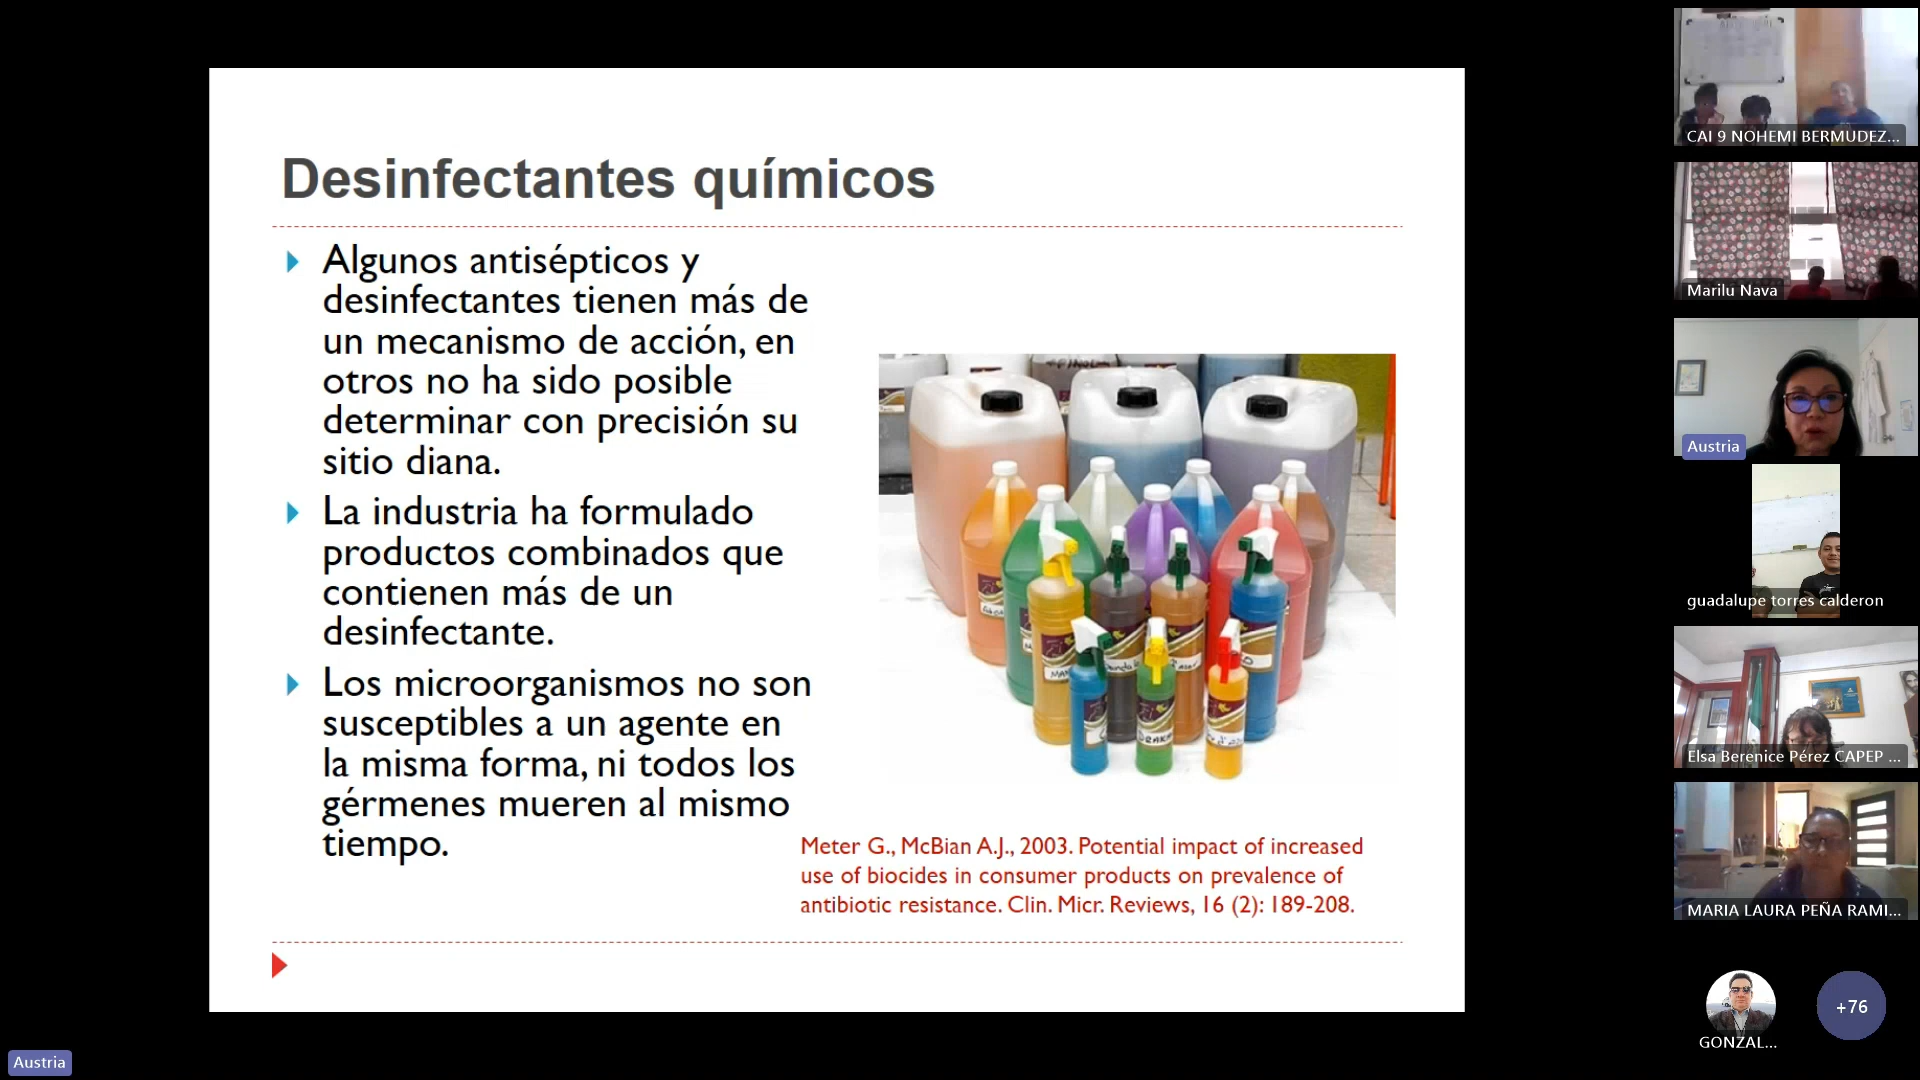 Desinfectantes químicos
Algunos antisépticos y
desinfectantes tienen más de
un mecanismo de acción, en
otros no ha sido posible
determinar con precisión su
sitio diana.
La industria ha formulado
productos combinados que
contienen más de un
desinfectante.
Los microorganismos no son
susceptibles a un agente en
la misma forma, ni todos los
gérmenes mueren al mismo
tiempo.
Meter G., McBian A.J., 2003. Potential impact of increased
use of biocides in consumer products on prevalence of
antibiotic resistance. Clin. Micr. Reviews, 16 (2): 189-208.
CAI 9 NOHEMI BERMUDEZ...
Marilú Nava
Austria
guadalupe torres calderon
Elsa Berenice Pérez CAPEP ...
MARIA LAURA PEÑA RAMI...
GONZAL...
+76
Austria